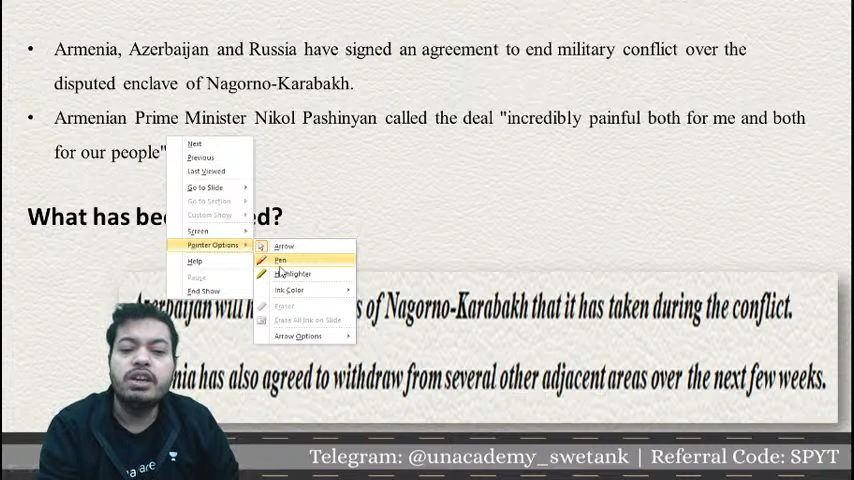 • Armenia, Azerbaijan and Russia have signed an agreement to end military conflict over the
disputed enclave of Nagorno-Karabakh.
• Armenian Prime Minister Nikol Pashinyan called the deal "incredibly painful both for me and both
for our people"
Next
Previous
Last Viewed
Go to Slide
Go to Section
Custom Show
What has
Screen
Pointer Options
Help
Pause
End Show
Arrow
Pen
Highlighter
Ink Color
Eraser
Erase All Ink on Slide
Arrow Options
Azerbaijan will of Nagorno-Karabakh that it has taken during the conflict.
has also agreed to withdraw from several other adjacent areas over the next few weeks.
Telegram: @unacademy_swetank | Referral Code: SPYT